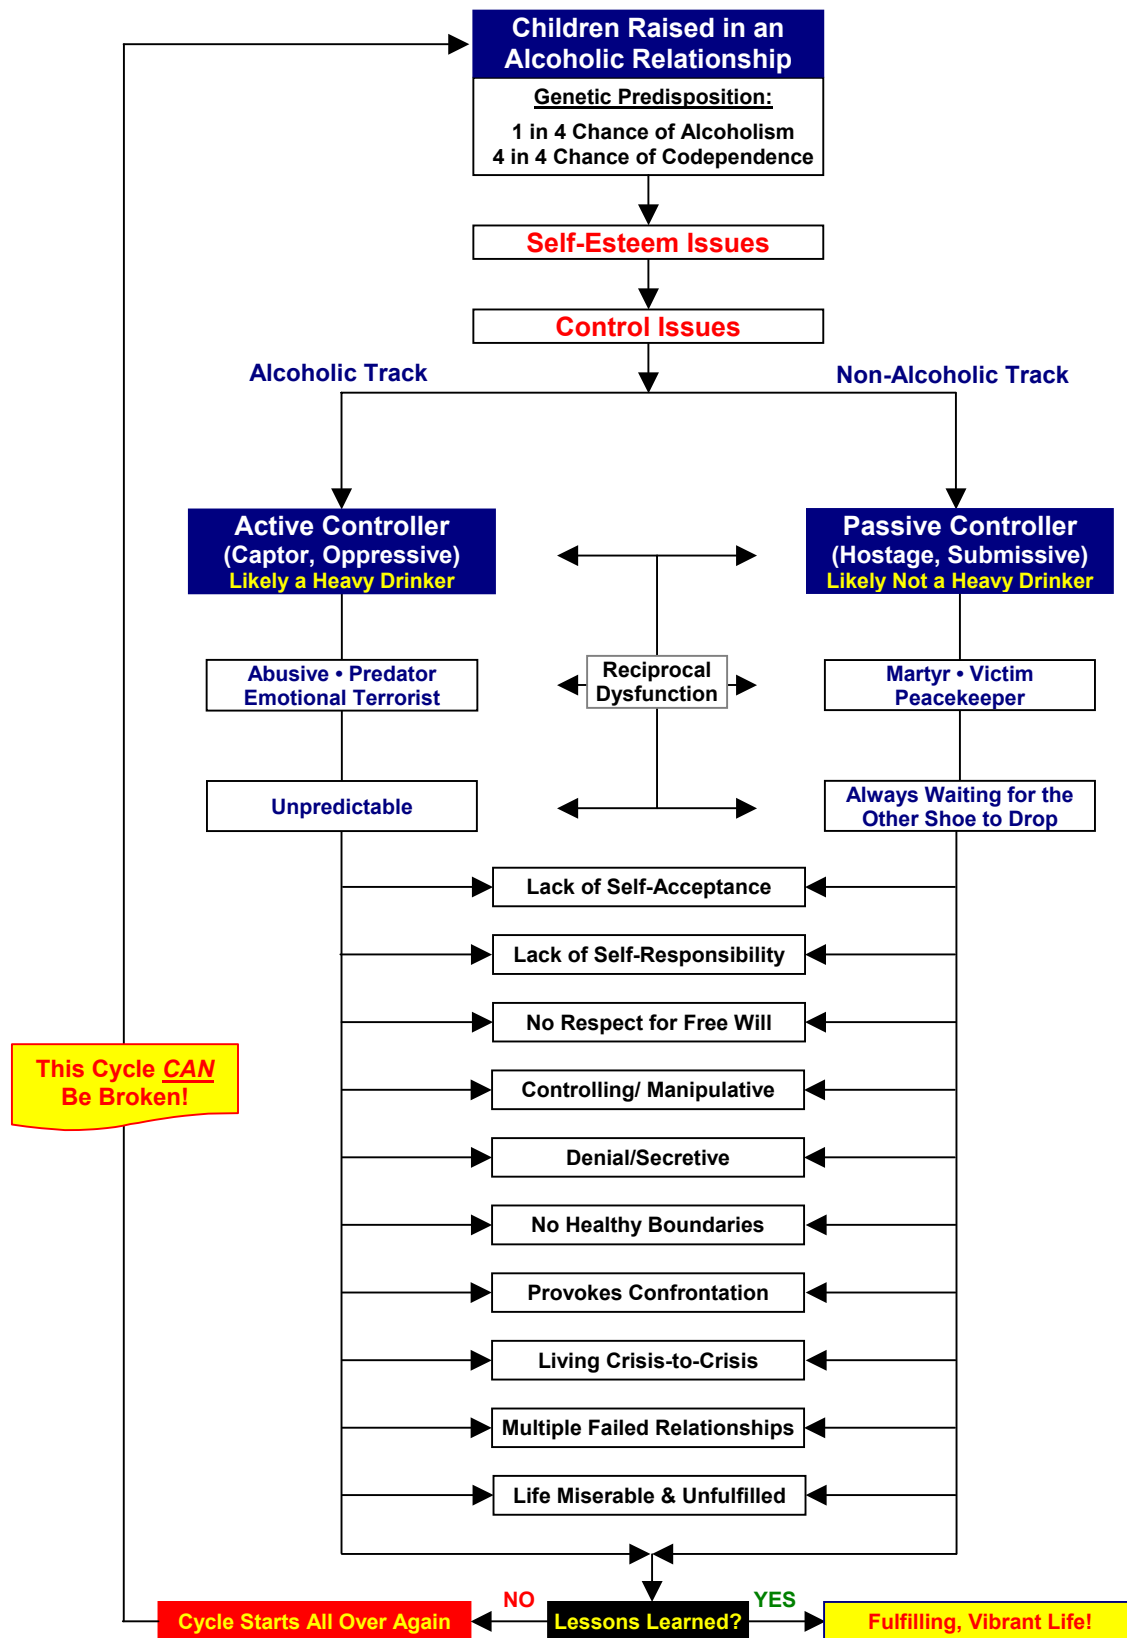 Children Raised in an
Alcoholic Relationship
Genetic Predisposition:
1 in 4 Chance of Alcoholism
4 in 4 Chance of Codependence
Self-Esteem Issues
Control Issues
Alcoholic Track
Non-Alcoholic Track
Active Controller
(Captor, Oppressive)
Likely a Heavy Drinker
Passive Controller
(Hostage, Submissive)
Likely Not a Heavy Drinker
Abusive • Predator
Emotional Terrorist
Reciprocal
Dysfunction
Martyr • Victim
Peacekeeper
Unpredictable
Always Waiting for the
Other Shoe to Drop
Lack of Self-Acceptance
Lack of Self-Responsibility
No Respect for Free Will
This Cycle CAN
Be Broken!
Controlling/ Manipulative
Denial/Secretive
No Healthy Boundaries
Provokes Confrontation
Living Crisis-to-Crisis
Multiple Failed Relationships
Life Miserable & Unfulfilled
Cycle Starts All Over Again
NO
Lessons Learned?
YES
Fulfilling, Vibrant Life!